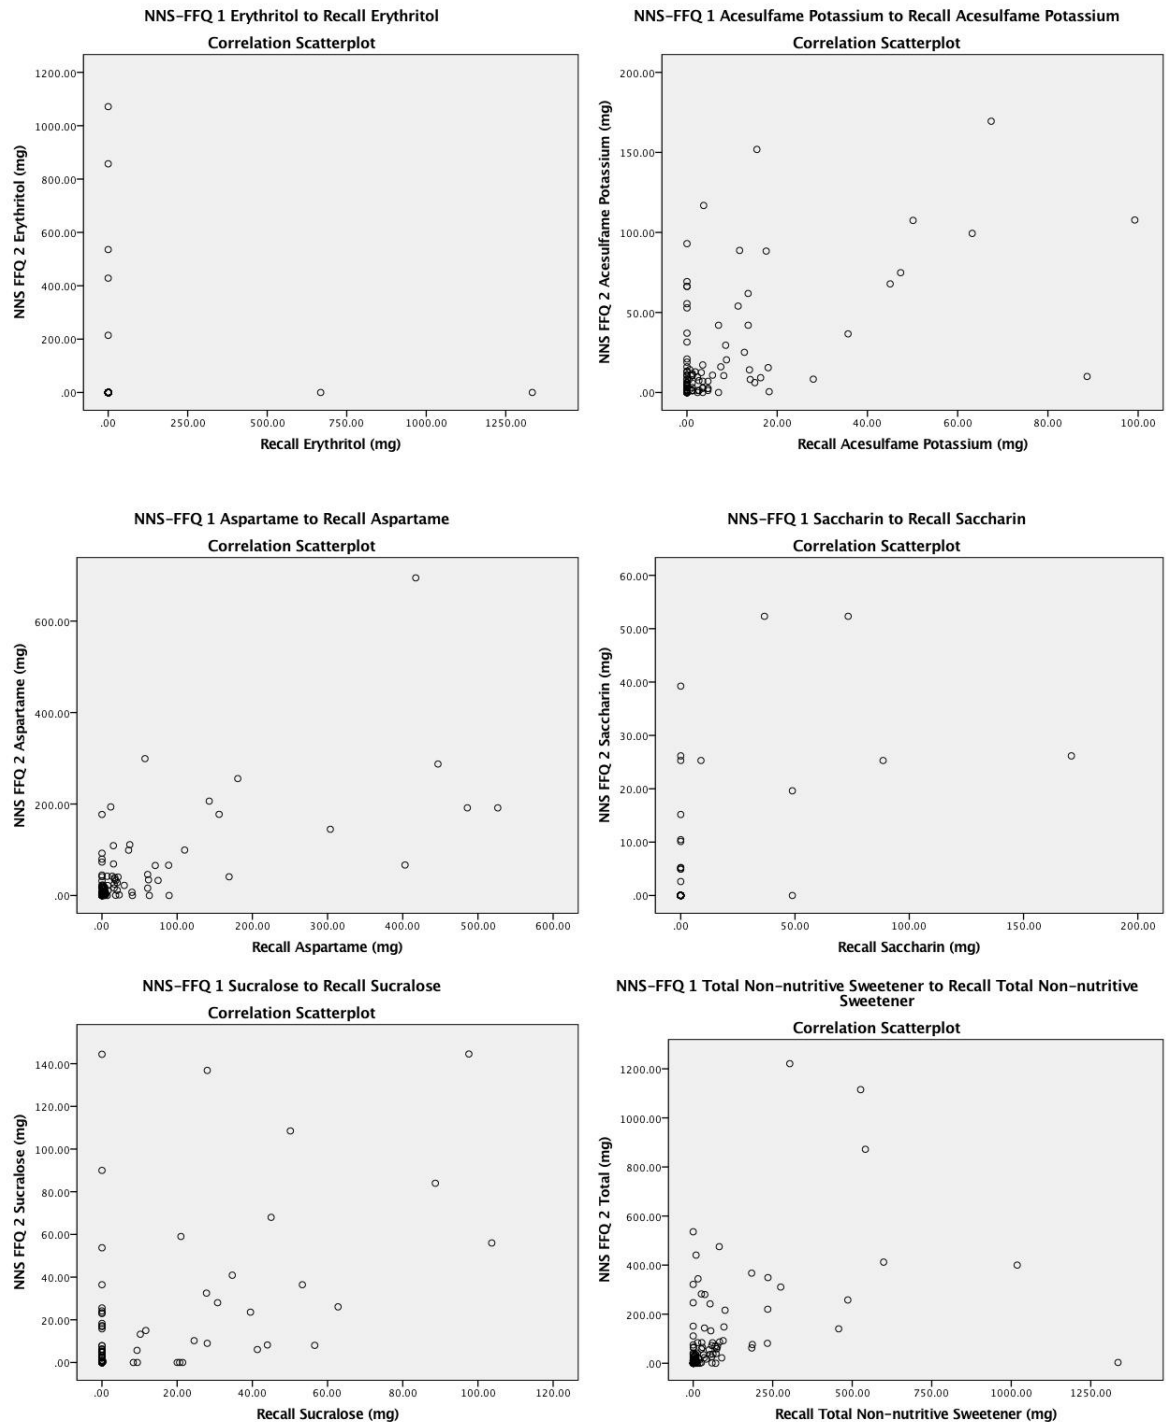 NNS-FFQ 1 Erythritol to Recall Erythritol
Correlation Scatterplot
1200.00
1000.00
800.00
600.00
400.00
200.00
.00
NNS FFQ 2 Erythritol (mg)
.00 250.00 500.00 750.00 1000.00 1250.00
Recall Erythritol (mg)
NNS-FFQ 1 Acesulfame Potassium to Recall Acesulfame Potassium
Correlation Scatterplot
200.00
150.00
100.00
50.00
.00
NNS FFQ 2 Acesulfame Potassium (mg)
.00 20.00 40.00 60.00 80.00 100.00
Recall Acesulfame Potassium (mg)
NNS-FFQ 1 Aspartame to Recall Aspartame
Correlation Scatterplot
600.00
400.00
200.00
.00
NNS FFQ 2 Aspartame (mg)
.00 100.00 200.00 300.00 400.00 500.00 600.00
Recall Aspartame (mg)
NNS-FFQ 1 Saccharin to Recall Saccharin
Correlation Scatterplot
60.00
50.00
40.00
30.00
20.00
10.00
.00
NNS FFQ 2 Saccharin (mg)
.00 50.00 100.00 150.00 200.00
Recall Saccharin (mg)
NNS-FFQ 1 Sucralose to Recall Sucralose
Correlation Scatterplot
140.00
120.00
100.00
80.00
60.00
40.00
20.00
.00
NNS FFQ 2 Sucralose (mg)
.00 20.00 40.00 60.00 80.00 100.00 120.00
Recall Sucralose (mg)
NNS-FFQ 1 Total Non-nutritive Sweetener to Recall Total Non-nutritive
Sweetener
Correlation Scatterplot
1200.00
1000.00
800.00
600.00
400.00
200.00
.00
NNS FFQ 2 Total (mg)
.00 250.00 500.00 750.00 1000.00 1250.00
Recall Total Non-nutritive Sweetener (mg)